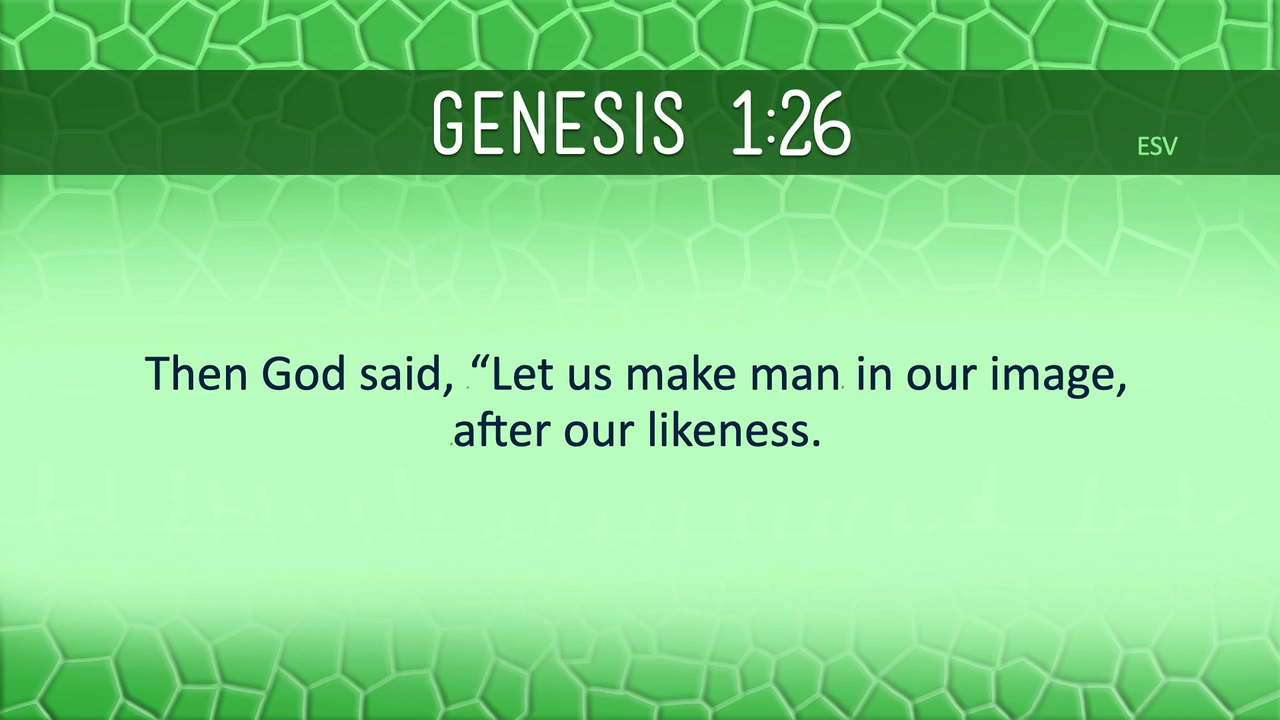 GENESIS 1:26
ESV
Then God said, “Let us make man in our image,
after our likeness.